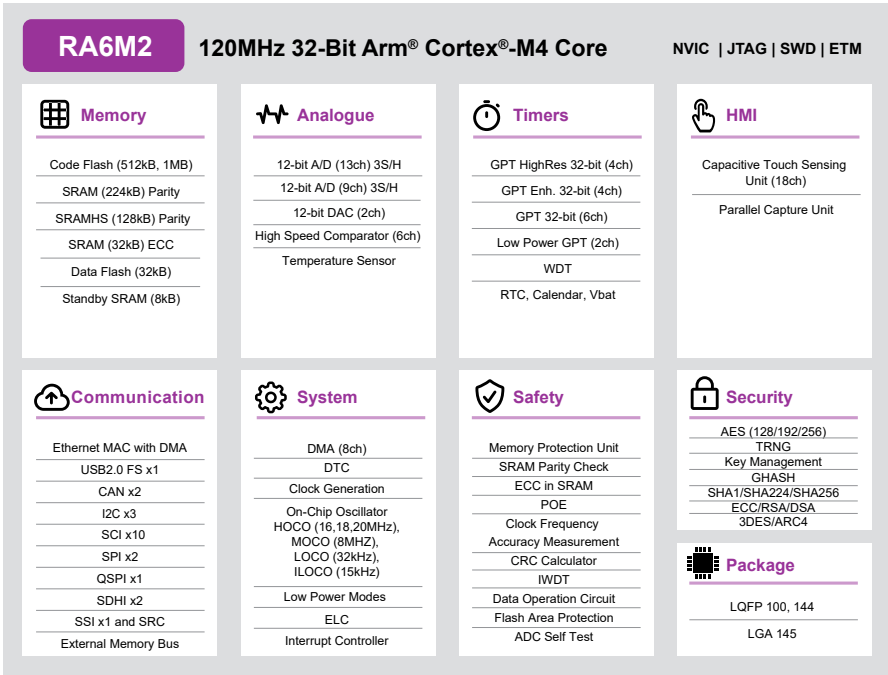 RA6M2
120MHz 32-Bit Arm® Cortex®-M4 Core
NVIC | JTAG | SWD | ETM
Memory
Code Flash (512kB, 1MB)
SRAM (224kB) Parity
SRAMHS (128kB) Parity
SRAM (32kB) ECC
Data Flash (32kB)
Standby SRAM (8kB)
Analogue
12-bit A/D (13ch) 3S/H
12-bit A/D (9ch) 3S/H
12-bit DAC (2ch)
High Speed Comparator (6ch)
Temperature Sensor
Timers
GPT HighRes 32-bit (4ch)
GPT Enh. 32-bit (4ch)
GPT 32-bit (6ch)
Low Power GPT (2ch)
WDT
RTC, Calendar, Vbat
HMI
Capacitive Touch Sensing
Unit (18ch)
Parallel Capture Unit
Communication
Ethernet MAC with DMA
USB2.0 FS x1
CAN x2
I2C x3
SCI x10
SPI x2
QSPI x1
SDHI x2
SSI x1 and SRC
External Memory Bus
System
DMA (8ch)
DTC
Clock Generation
On-Chip Oscillator
HOCO (16,18,20MHz),
MOCO (8MHZ),
LOCO (32kHz),
ILOCO (15kHz)
Low Power Modes
ELC
Interrupt Controller
Safety
Memory Protection Unit
SRAM Parity Check
ECC in SRAM
POE
Clock Frequency
Accuracy Measurement
CRC Calculator
IWDT
Data Operation Circuit
Flash Area Protection
ADC Self Test
Security
AES (128/192/256)
TRNG
Key Management
GHASH
SHA1/SHA224/SHA256
ECC/RSA/DSA
3DES/ARC4
Package
LQFP 100, 144
LGA 145